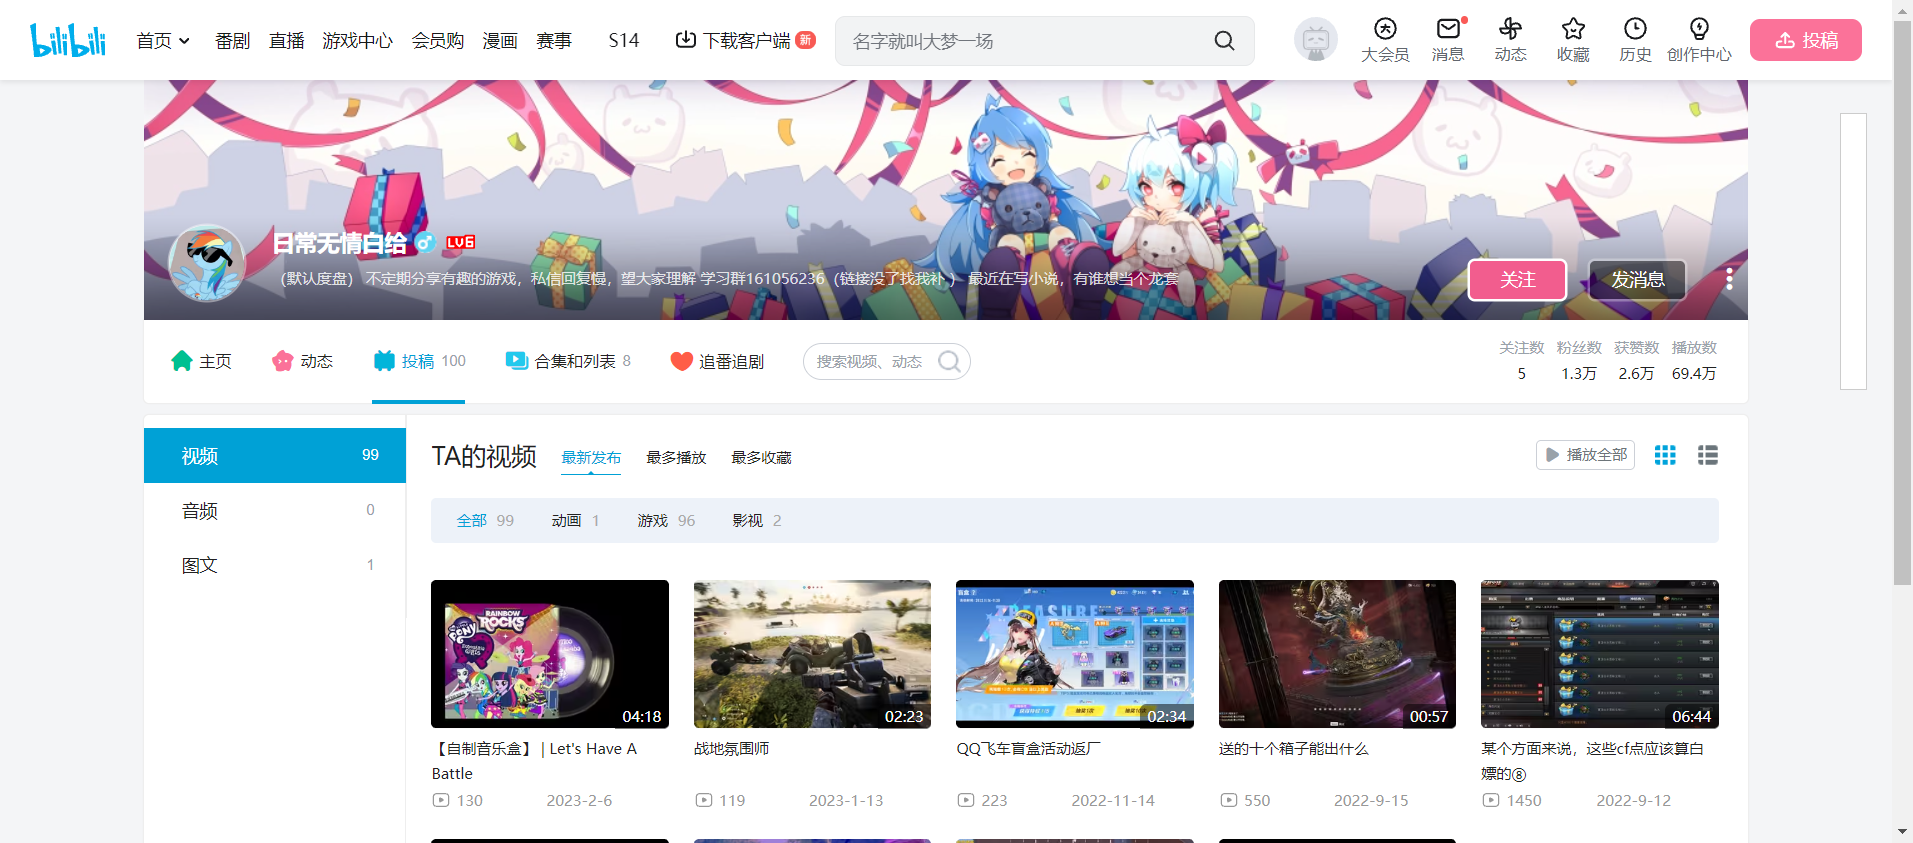 bilibili 首页 番剧 直播 游戏中心 会员购 漫画 赛事 S14 下载客户端 新 名字就叫大梦一场 大会员 消息 动态 收藏 历史 创作中心 投稿
日常无情白给 LV6
（默认度盘） 不定期分享有趣的游戏，私信回复慢，望大家理解 学习群161056236（链接没了找我补 ） 最近在写小说，有谁想当个龙套
关注 发消息
主页 动态 投稿 100 合集和列表 8 追番追剧 搜索视频、动态
关注数 粉丝数 获赞数 播放数
5 1.3万 2.6万 69.4万
视频 99
音频 0
图文 1
TA的视频 最新发布 最多播放 最多收藏 播放全部
全部 99 动画 1 游戏 96 影视 2
RAINBOW ROCKS
04:18
02:23
TREASURE
02:34
00:57
06:44
【自制音乐盒】 | Let's Have A Battle
130 2023-2-6
战地氛围师
119 2023-1-13
QQ飞车盲盒活动返厂
223 2022-11-14
送的十个箱子能出什么
550 2022-9-15
某个方面来说，这些cf点应该算白嫖的⑧
1450 2022-9-12